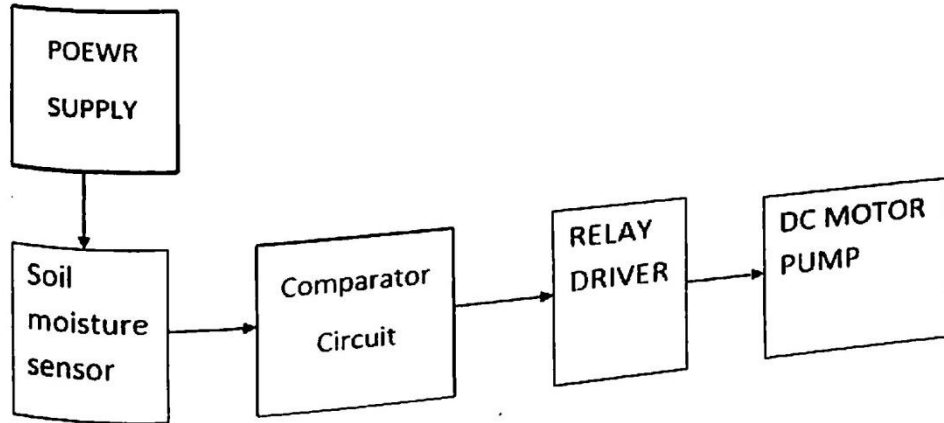 POEWR
SUPPLY
Soil
moisture
sensor
Comparator
Circuit
RELAY
DRIVER
DC MOTOR
PUMP